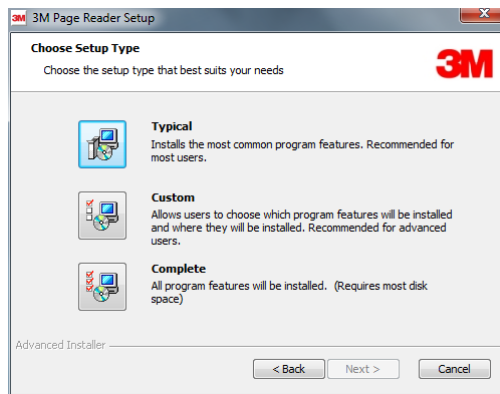 3M 3M Page Reader Setup
Choose Setup Type
Choose the setup type that best suits your needs
3M
Typical
Installs the most common program features. Recommended for
most users.
Custom
Allows users to choose which program features will be installed
and where they will be installed. Recommended for advanced
users.
Complete
All program features will be installed. (Requires most disk
space)
Advanced Installer
< Back Next > Cancel